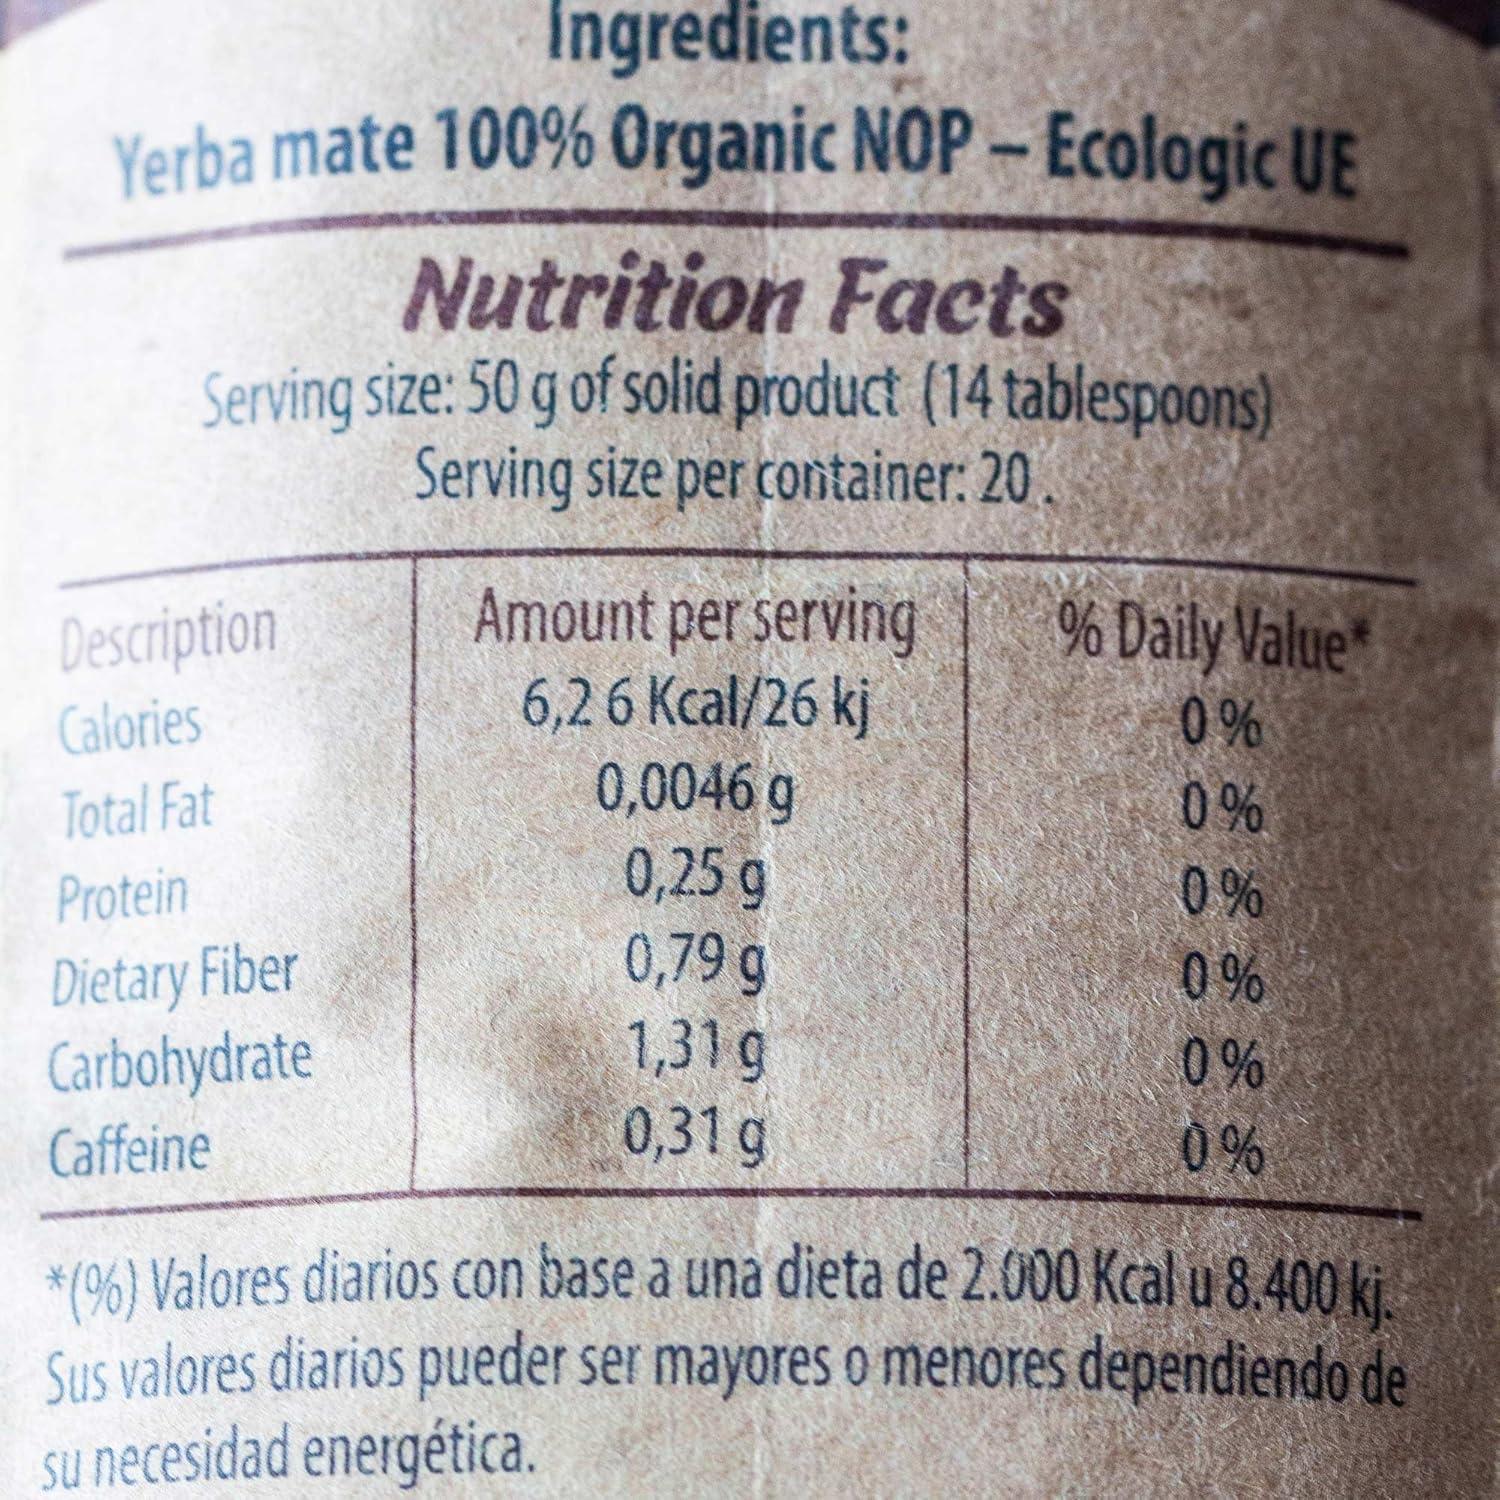 Ingredients:
Yerba mate 100% Organic NOP – Ecologic UE
Nutrition Facts
Serving size: 50 g of solid product (14 tablespoons)
Serving size per container: 20 .
Description Amount per serving % Daily Value*
Calories 6,2 6 Kcal/26 kj 0 %
Total Fat 0,0046 g 0 %
Protein 0,25 g 0 %
Dietary Fiber 0,79 g 0 %
Carbohydrate 1,31 g 0 %
Caffeine 0,31 g 0 %
*(%) Valores diarios con base a una dieta de 2.000 Kcal u 8.400 kj.
Sus valores diarios pueder ser mayores o menores dependiendo de
su necesidad energética.